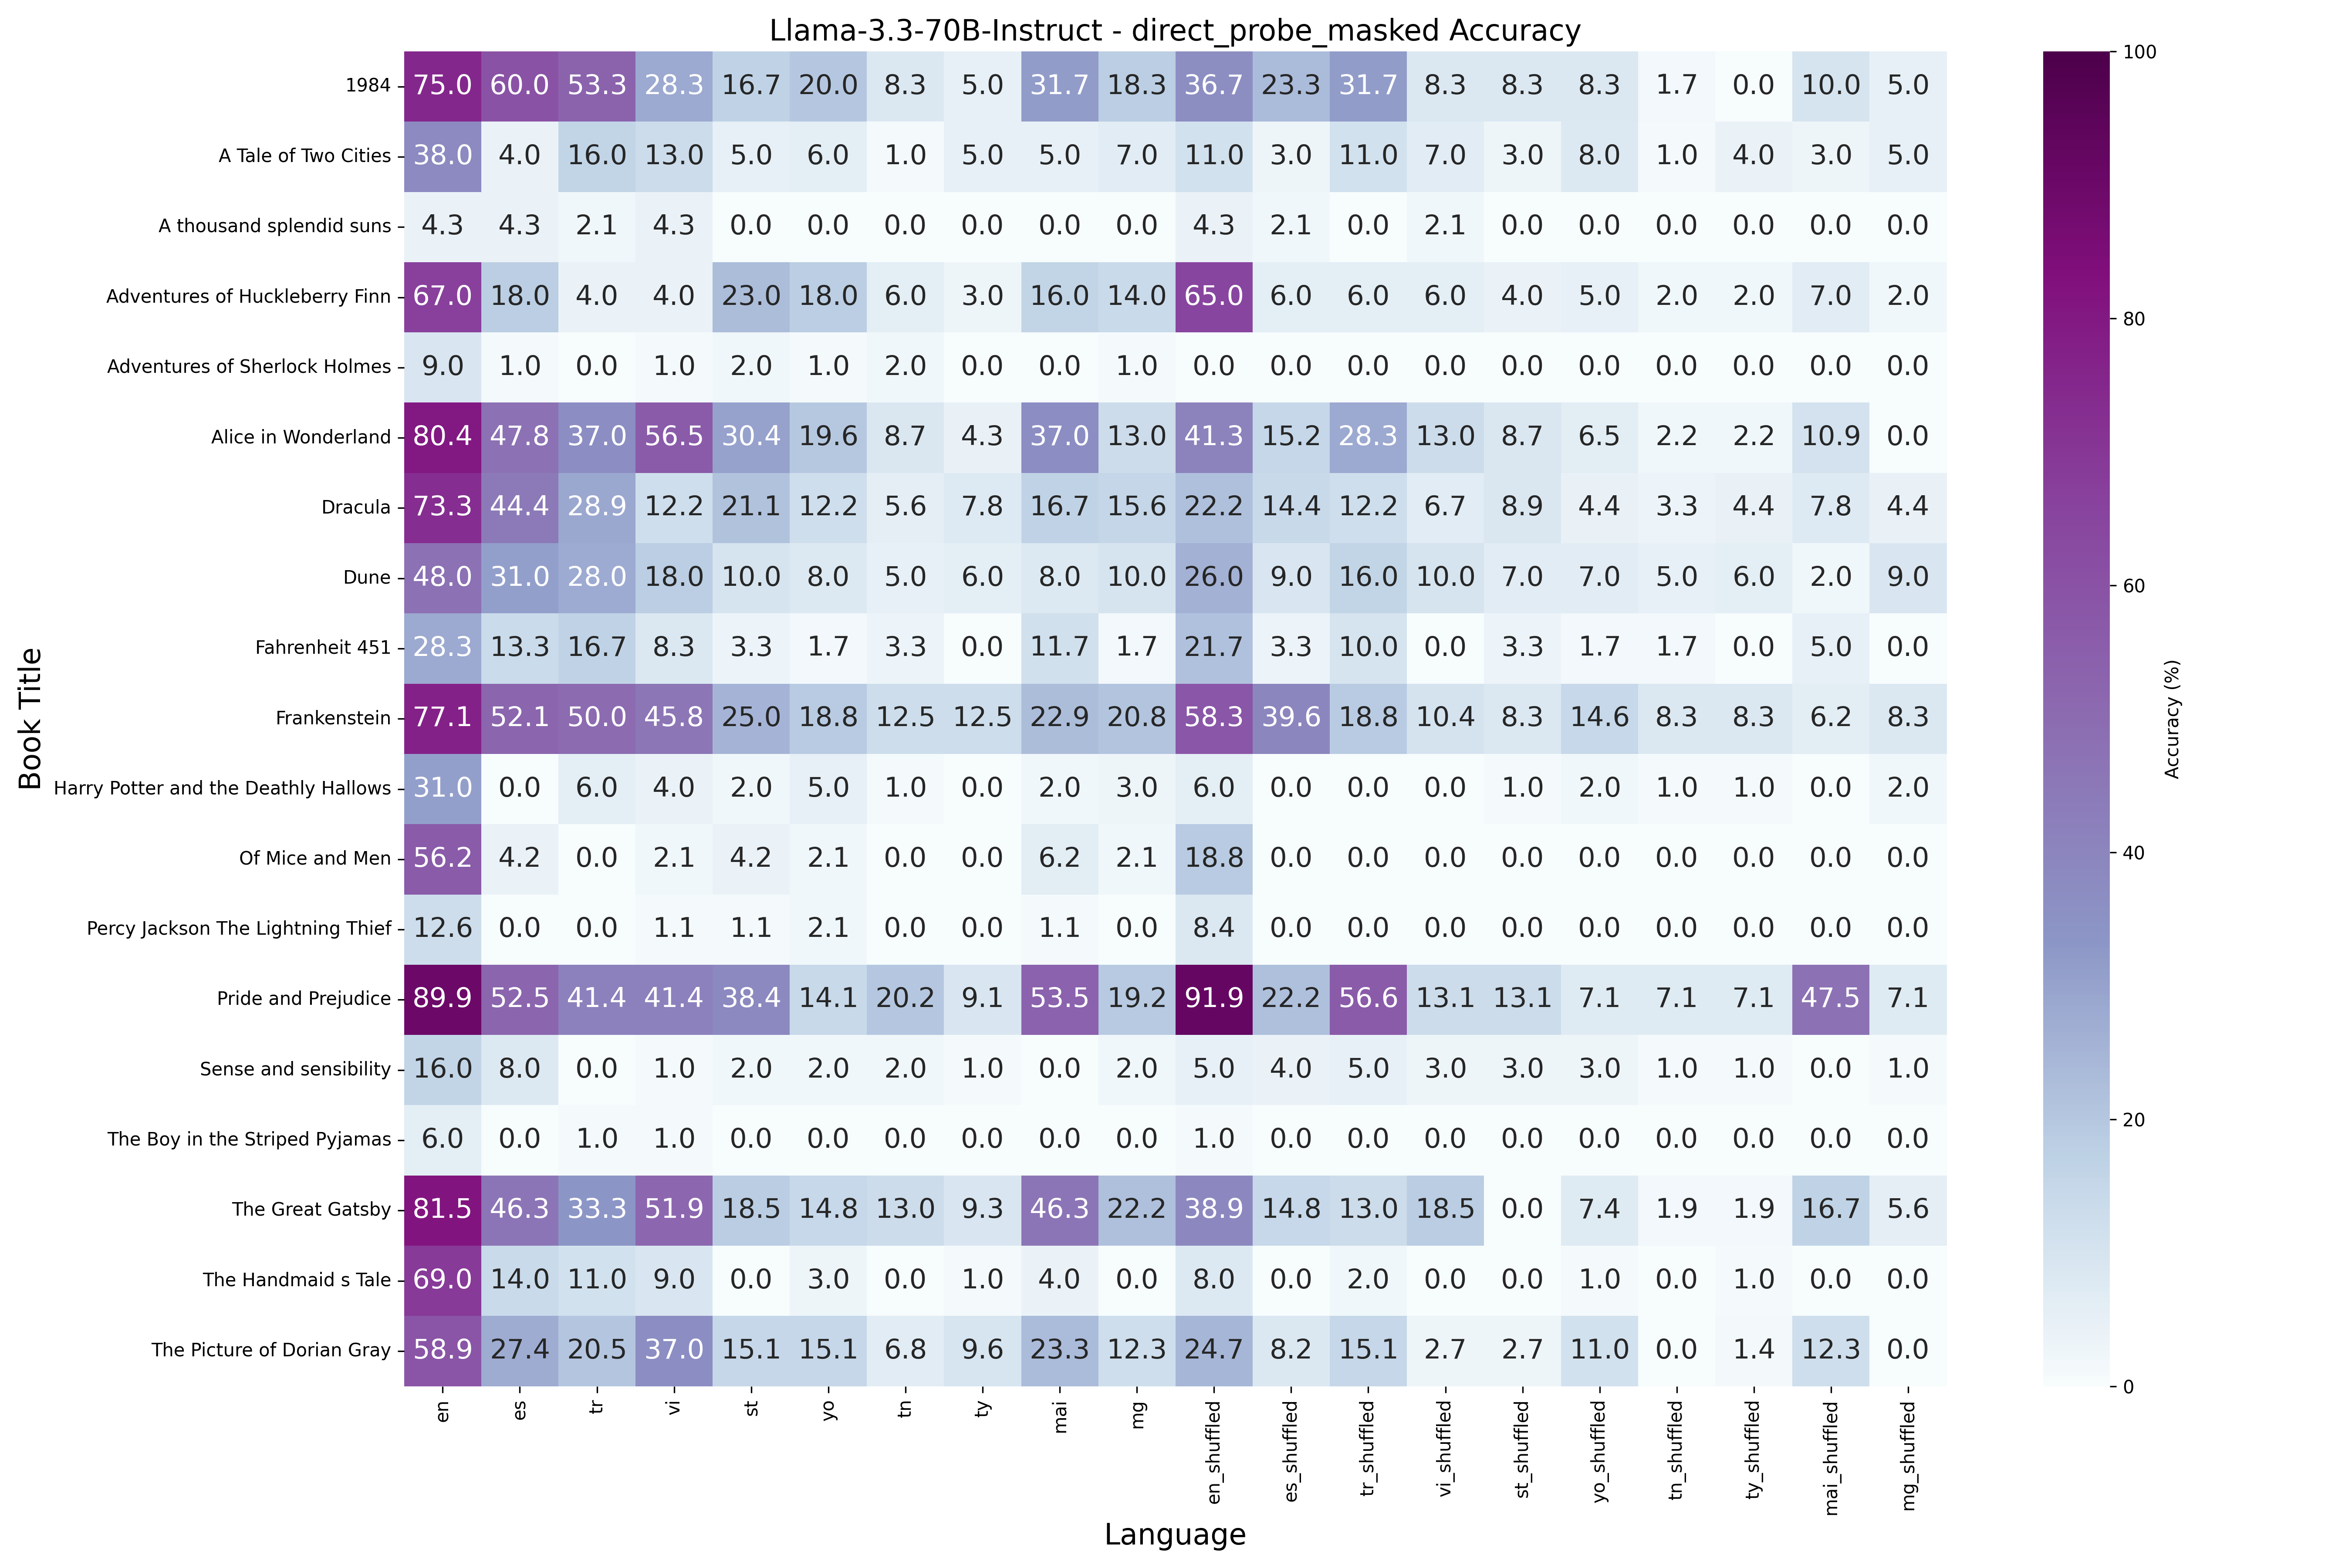 Llama-3.3-70B-Instruct - direct_probe_masked Accuracy
1984 75.0 60.0 53.3 28.3 16.7 20.0 8.3 5.0 31.7 18.3 36.7 23.3 31.7 8.3 8.3 8.3 1.7 0.0 10.0 5.0
A Tale of Two Cities 38.0 4.0 16.0 13.0 5.0 6.0 1.0 5.0 5.0 7.0 11.0 3.0 11.0 7.0 3.0 8.0 1.0 4.0 3.0 5.0
A thousand splendid suns 4.3 4.3 2.1 4.3 0.0 0.0 0.0 0.0 0.0 0.0 4.3 2.1 0.0 2.1 0.0 0.0 0.0 0.0 0.0 0.0
Adventures of Huckleberry Finn 67.0 18.0 4.0 4.0 23.0 18.0 6.0 3.0 16.0 14.0 65.0 6.0 6.0 6.0 4.0 5.0 2.0 2.0 7.0 2.0
Adventures of Sherlock Holmes 9.0 1.0 0.0 1.0 2.0 1.0 2.0 0.0 0.0 1.0 0.0 0.0 0.0 0.0 0.0 0.0 0.0 0.0 0.0 0.0
Alice in Wonderland 80.4 47.8 37.0 56.5 30.4 19.6 8.7 4.3 37.0 13.0 41.3 15.2 28.3 13.0 8.7 6.5 2.2 2.2 10.9 0.0
Dracula 73.3 44.4 28.9 12.2 21.1 12.2 5.6 7.8 16.7 15.6 22.2 14.4 12.2 6.7 8.9 4.4 3.3 4.4 7.8 4.4
Dune 48.0 31.0 28.0 18.0 10.0 8.0 5.0 6.0 8.0 10.0 26.0 9.0 16.0 10.0 7.0 7.0 5.0 6.0 2.0 9.0
Fahrenheit 451 28.3 13.3 16.7 8.3 3.3 1.7 3.3 0.0 11.7 1.7 21.7 3.3 10.0 0.0 3.3 1.7 1.7 0.0 5.0 0.0
Frankenstein 77.1 52.1 50.0 45.8 25.0 18.8 12.5 12.5 22.9 20.8 58.3 39.6 18.8 10.4 8.3 14.6 8.3 8.3 6.2 8.3
Harry Potter and the Deathly Hallows 31.0 0.0 6.0 4.0 2.0 5.0 1.0 0.0 2.0 3.0 6.0 0.0 0.0 0.0 1.0 2.0 1.0 1.0 0.0 2.0
Of Mice and Men 56.2 4.2 0.0 2.1 4.2 2.1 0.0 0.0 6.2 2.1 18.8 0.0 0.0 0.0 0.0 0.0 0.0 0.0 0.0 0.0
Percy Jackson The Lightning Thief 12.6 0.0 0.0 1.1 1.1 2.1 0.0 0.0 1.1 0.0 8.4 0.0 0.0 0.0 0.0 0.0 0.0 0.0 0.0 0.0
Pride and Prejudice 89.9 52.5 41.4 41.4 38.4 14.1 20.2 9.1 53.5 19.2 91.9 22.2 56.6 13.1 13.1 7.1 7.1 7.1 47.5 7.1
Sense and sensibility 16.0 8.0 0.0 1.0 2.0 2.0 2.0 1.0 0.0 2.0 5.0 4.0 5.0 3.0 3.0 3.0 1.0 1.0 0.0 1.0
The Boy in the Striped Pyjamas 6.0 0.0 1.0 1.0 0.0 0.0 0.0 0.0 0.0 0.0 1.0 0.0 0.0 0.0 0.0 0.0 0.0 0.0 0.0 0.0
The Great Gatsby 81.5 46.3 33.3 51.9 18.5 14.8 13.0 9.3 46.3 22.2 38.9 14.8 13.0 18.5 0.0 7.4 1.9 1.9 16.7 5.6
The Handmaid s Tale 69.0 14.0 11.0 9.0 0.0 3.0 0.0 1.0 4.0 0.0 8.0 0.0 2.0 0.0 0.0 1.0 0.0 1.0 0.0 0.0
The Picture of Dorian Gray 58.9 27.4 20.5 37.0 15.1 15.1 6.8 9.6 23.3 12.3 24.7 8.2 15.1 2.7 2.7 11.0 0.0 1.4 12.3 0.0
en es tr vi st yo tn ty mai mg en_shuffled es_shuffled tr_shuffled vi_shuffled st_shuffled yo_shuffled tn_shuffled ty_shuffled mai_shuffled mg_shuffled
Language
Book Title
100
80
60
40
20
0
Accuracy (%)